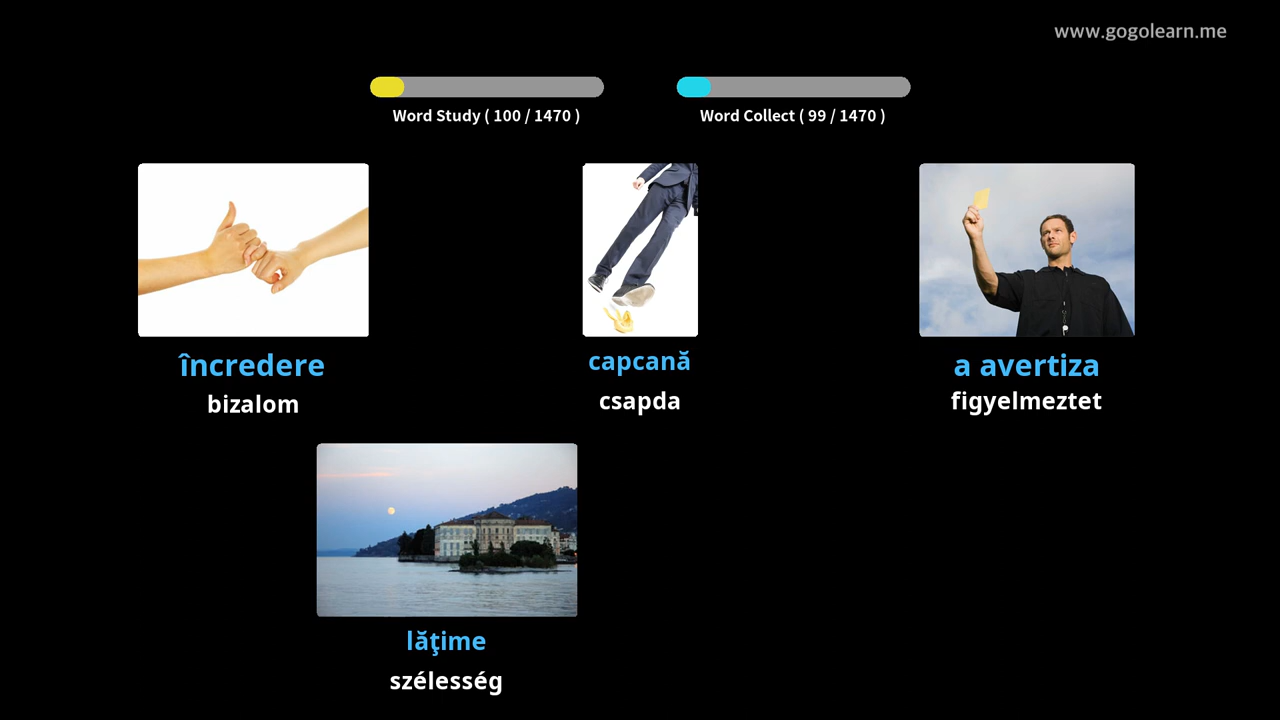 www.gogolearn.me
Word Study ( 100 / 1470 )
Word Collect ( 99 / 1470 )
încredere
bizalom
capcană
csapda
a avertiza
figyelmeztet
lăţime
szélesség